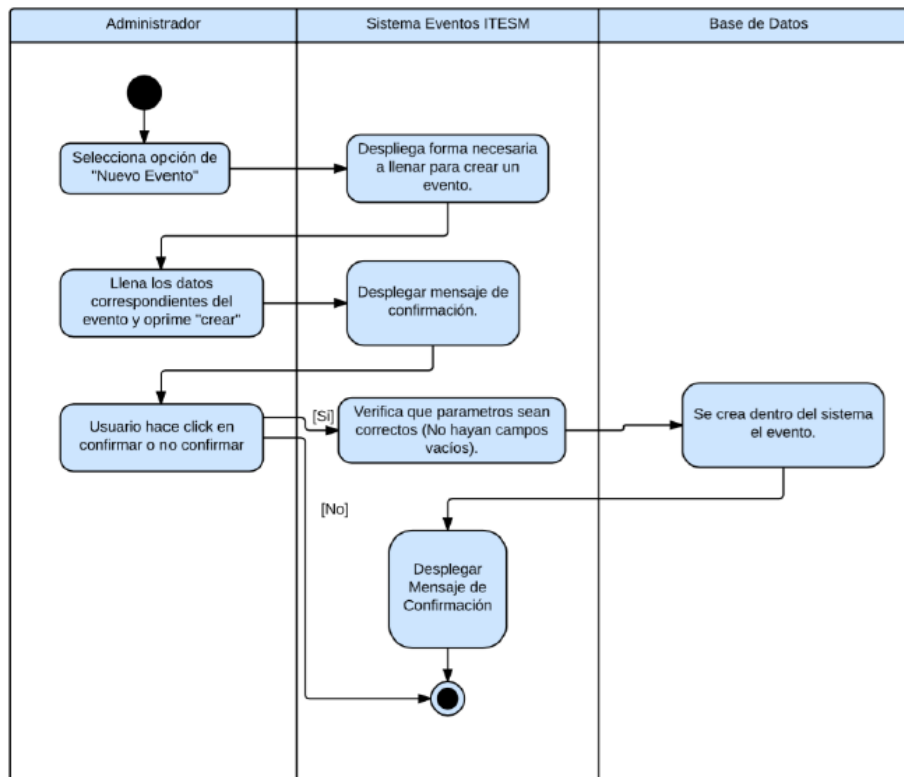 Administrador
Sistema Eventos ITESM
Base de Datos
Selecciona opción de
"Nuevo Evento"
Despliega forma necesaria
a llenar para crear un
evento.
Llena los datos
correspondientes del
evento y oprime "crear"
Desplegar mensaje de
confirmación.
Usuario hace click en
confirmar o no confirmar
[Si]
Verifica que parametros sean
correctos (No hayan campos
vacíos).
Se crea dentro del sistema
el evento.
[No]
Desplegar
Mensaje de
Confirmación